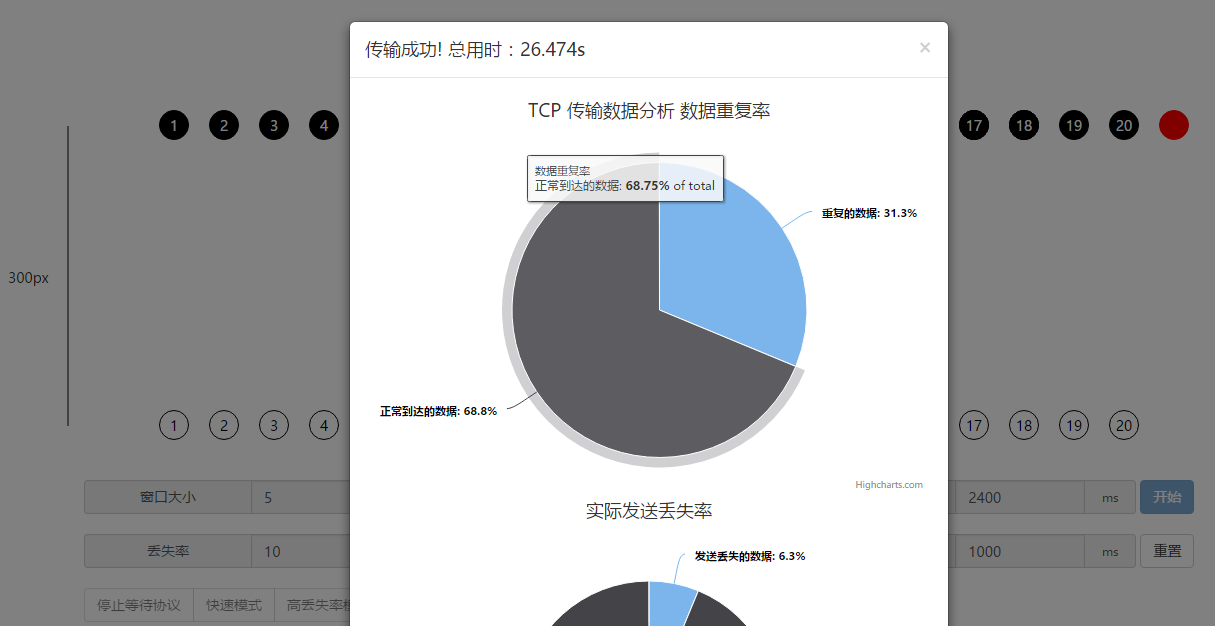 传输成功! 总用时：26.474s
×
TCP 传输数据分析 数据重复率
1 2 3 4 17 18 19 20
数据重复率
正常到达的数据: 68.75% of total
重复的数据: 31.3%
300px
正常到达的数据: 68.8%
1 2 3 4 17 18 19 20
Highcharts.com
窗口大小 5 2400 ms 开始
实际发送丢失率
丢失率 10 1000 ms 重置
发送丢失的数据: 6.3%
停止等待协议 快速模式 高丢失率